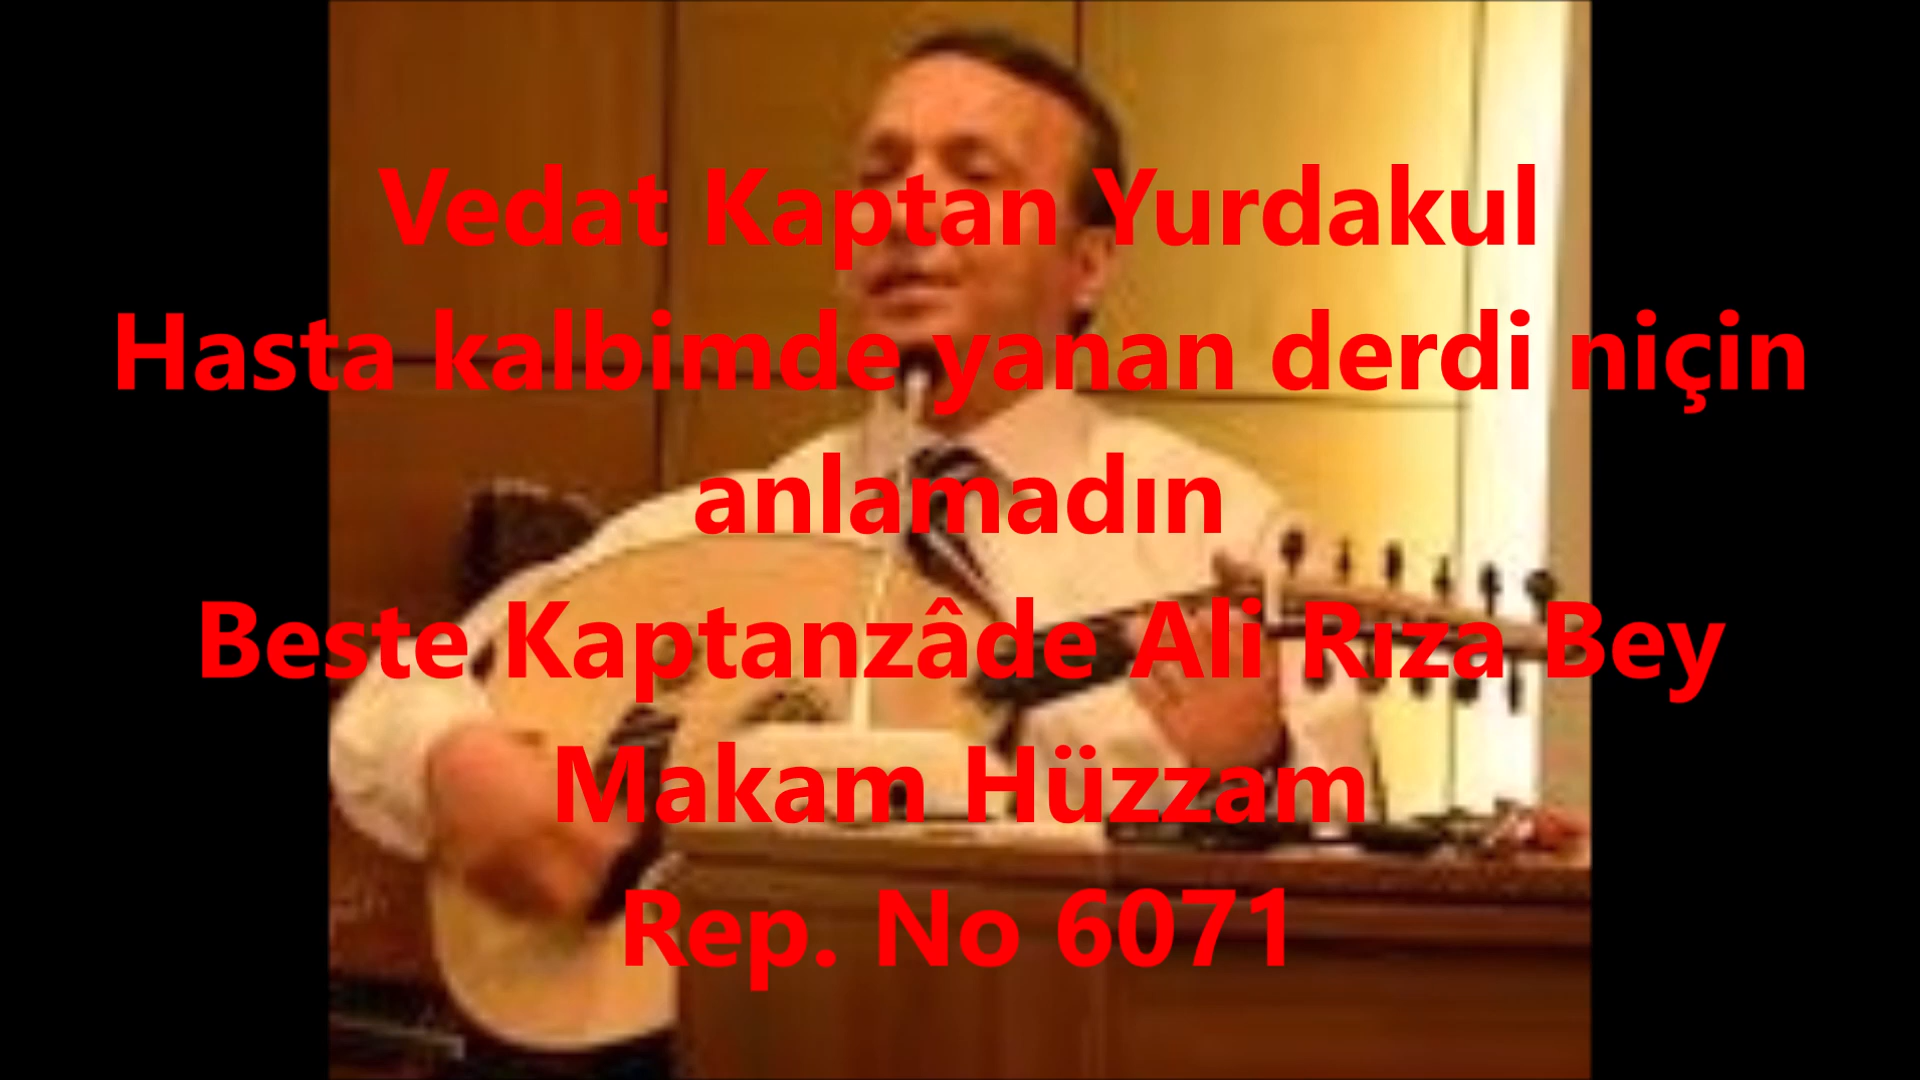 Vedat Kaptan Yurdakul
Hasta kalbimde yanan derdi niçin
anlamadın
Beste Kaptanzâde Ali Rıza Bey
Makam Hüzzam
Rep. No 6071